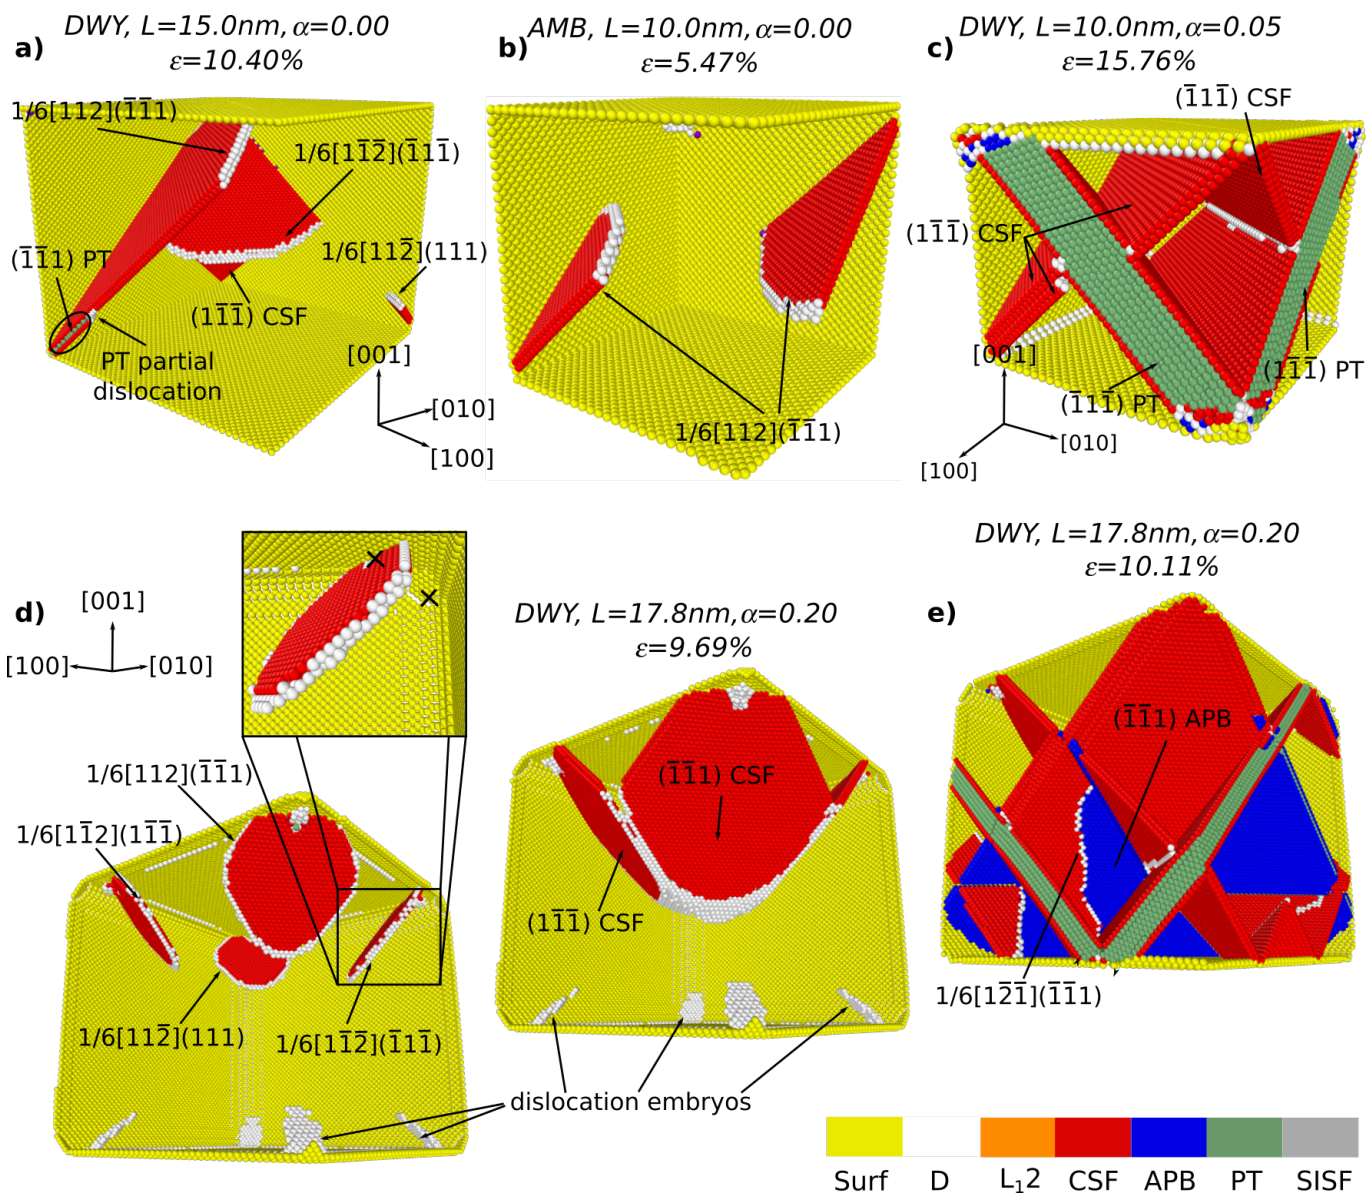 a)
DWY, L=15.0nm, α=0.00
ε=10.40%
1/6[112](1̅1̅1)
1/6[11̅2̅](1̅11̅)
1/6[112̅](111)
(1̅1̅1) PT
(11̅1̅) CSF
PT partial
dislocation
[001]
[010]
[100]
b)
AMB, L=10.0nm, α=0.00
ε=5.47%
1/6[112](1̅1̅1)
c)
DWY, L=10.0nm, α=0.05
ε=15.76%
(1̅11̅) CSF
(11̅1̅) CSF
[001]
(11̅1̅) PT
(1̅11̅) PT
[010]
[100]
d)
[001]
[100]
[010]
1/6[112](1̅1̅1)
1/6[11̅2](11̅1̅)
1/6[112̅](111)
1/6[11̅2̅](1̅11̅)
DWY, L=17.8nm, α=0.20
ε=9.69%
(1̅1̅1) CSF
(11̅1̅) CSF
dislocation embryos
e)
DWY, L=17.8nm, α=0.20
ε=10.11%
(1̅1̅1) APB
1/6[12̅1̅](1̅1̅1)
Surf D L₁2 CSF APB PT SISF